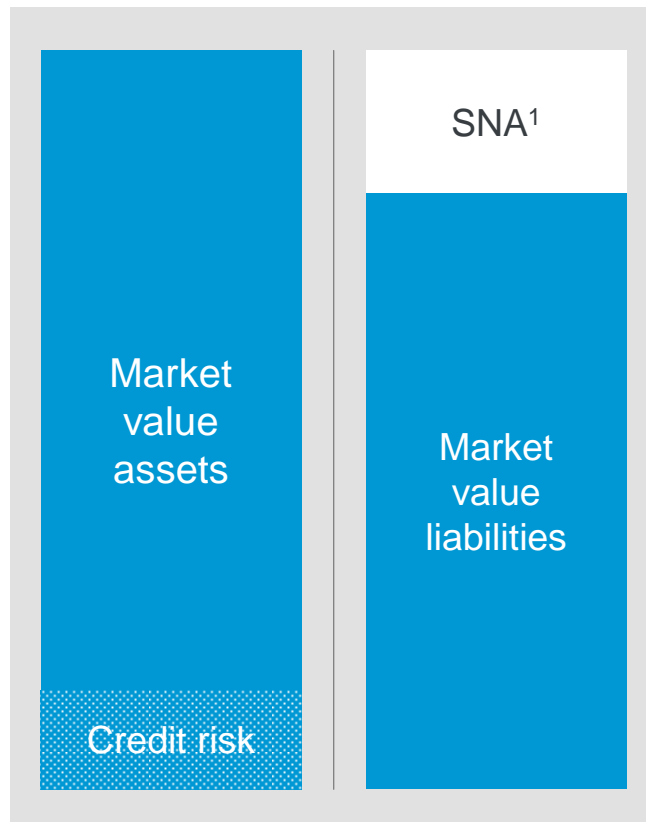 Market
value
assets
Credit risk
SNA¹
Market
value
liabilities